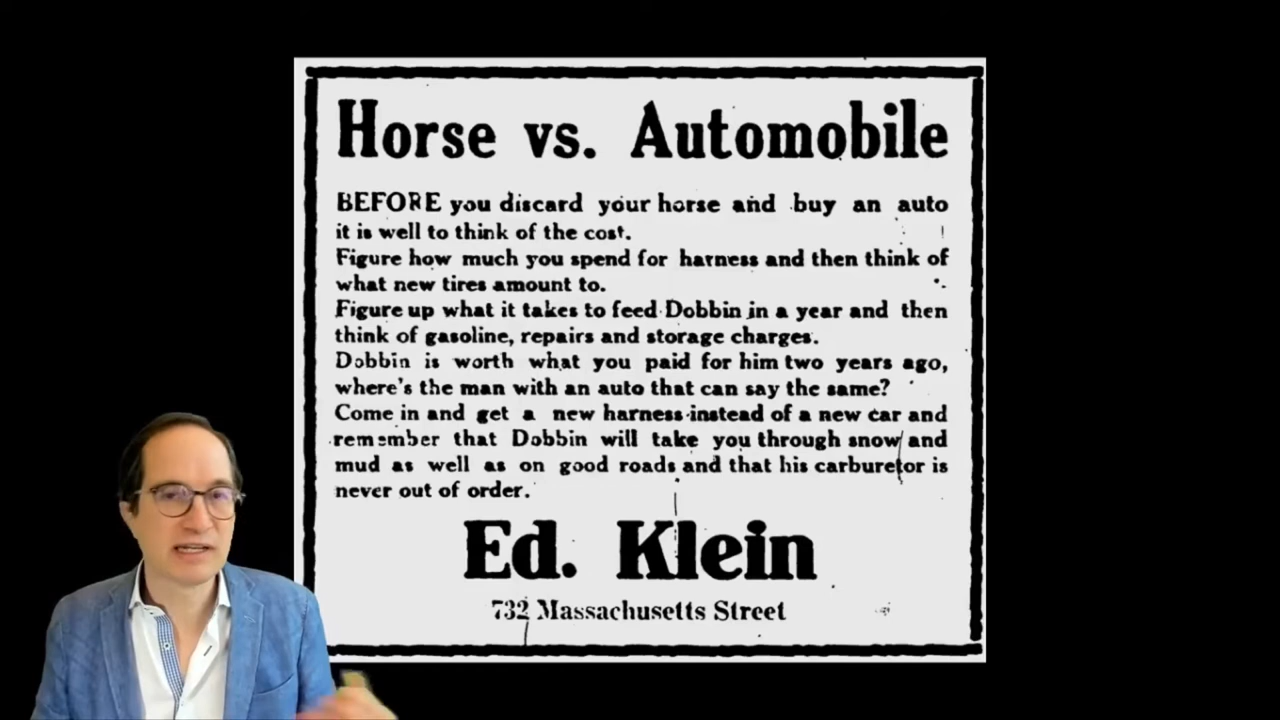 Horse vs. Automobile
BEFORE you discard your horse and buy an auto
it is well to think of the cost.
Figure how much you spend for harness and then think of
what new tires amount to.
Figure up what it takes to feed Dobbin in a year and then
think of gasoline, repairs and storage charges.
Dobbin is worth what you paid for him two years ago,
where's the man with an auto that can say the same?
Come in and get a new harness instead of a new car and
remember that Dobbin will take you through snow and
mud as well as on good roads and that his carburetor is
never out of order.
Ed. Klein
732 Massachusetts Street